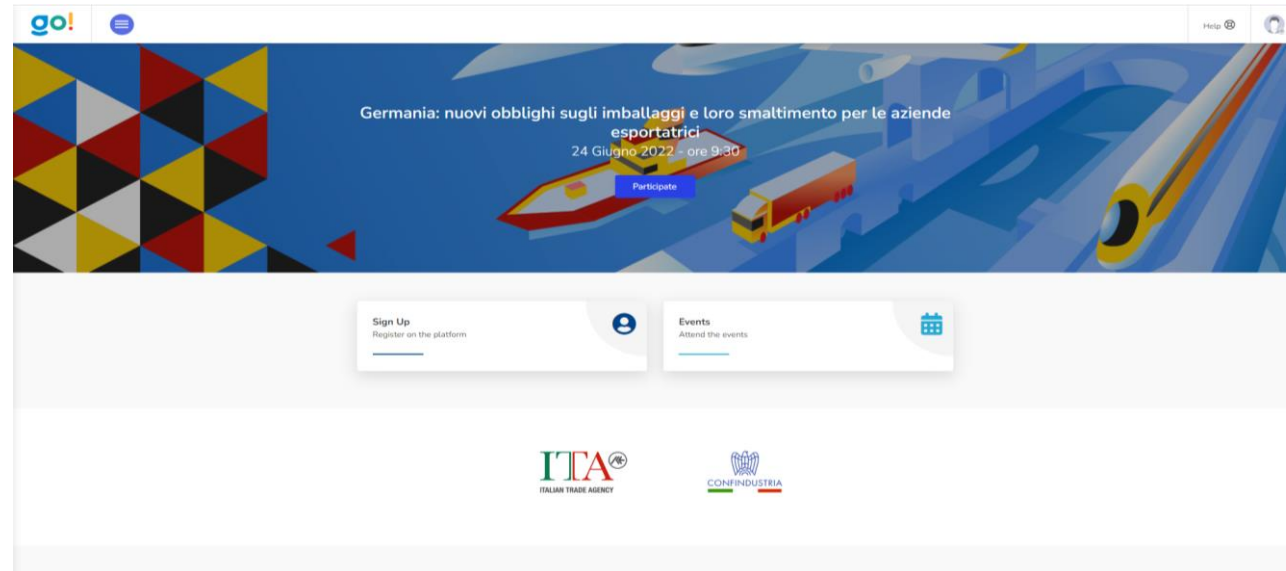 go!
Help
Germania: nuovi obblighi sugli imballaggi e loro smaltimento per le aziende
esportatrici
24 Giugno 2022 - ore 9:30
Participate
Sign Up
Register on the platform
Events
Attend the events
ITA
ITALIAN TRADE AGENCY
CONFINDUSTRIA